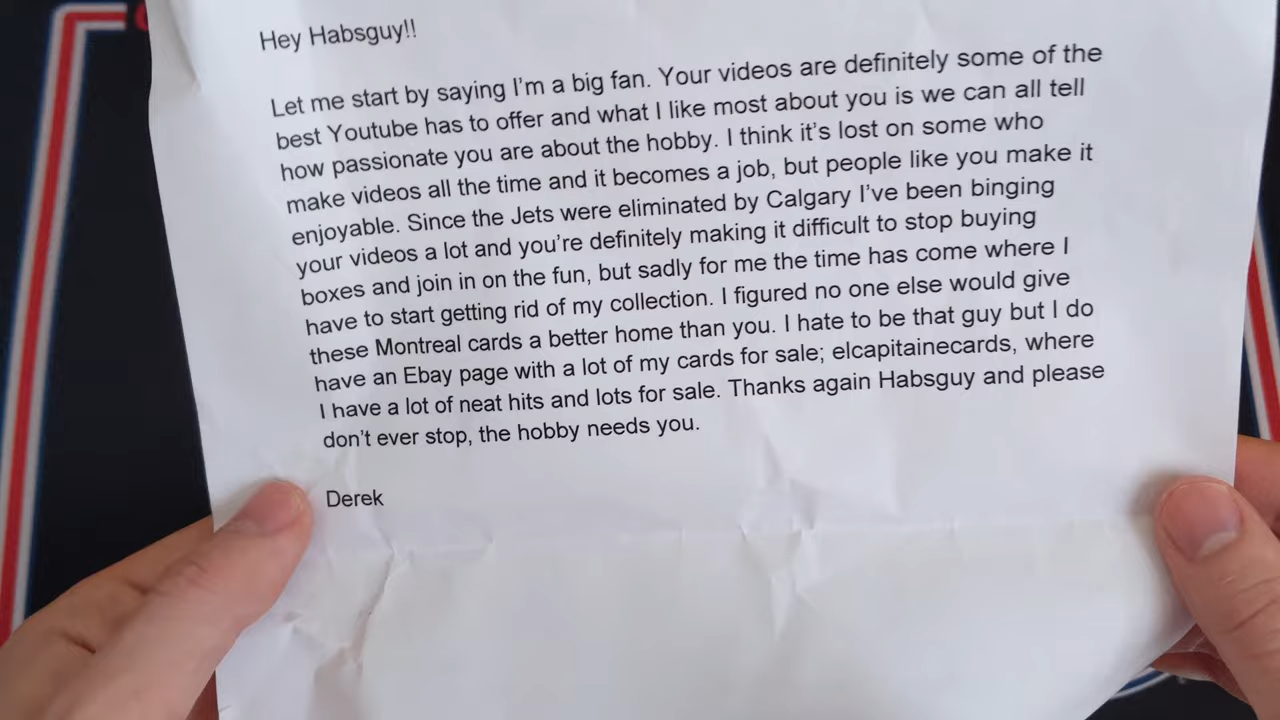 Hey Habsguy!!
Let me start by saying I'm a big fan. Your videos are definitely some of the
best Youtube has to offer and what I like most about you is we can all tell
how passionate you are about the hobby. I think it's lost on some who
make videos all the time and it becomes a job, but people like you make it
enjoyable. Since the Jets were eliminated by Calgary I've been binging
your videos a lot and you're definitely making it difficult to stop buying
boxes and join in on the fun, but sadly for me the time has come where I
have to start getting rid of my collection. I figured no one else would give
these Montreal cards a better home than you. I hate to be that guy but I do
have an Ebay page with a lot of my cards for sale; elcapitainecards, where
I have a lot of neat hits and lots for sale. Thanks again Habsguy and please
don't ever stop, the hobby needs you.
Derek